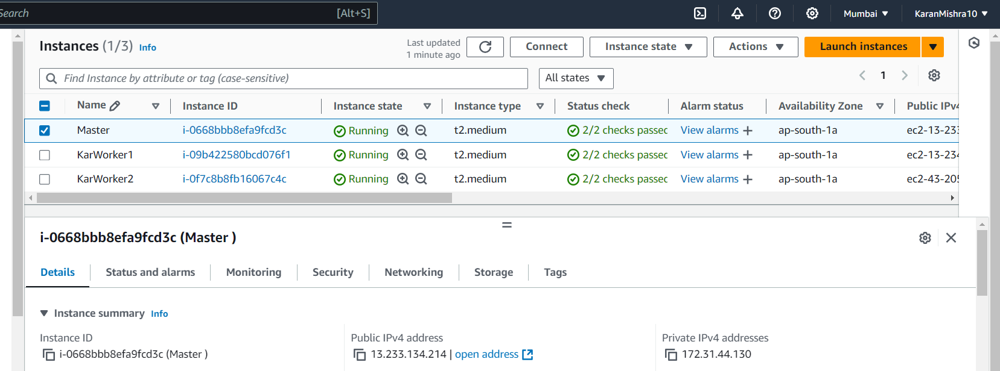 Search [Alt+S] Mumbai KaranMishra10
Instances (1/3) Info Last updated 1 minute ago Connect Instance state Actions Launch instances
Find Instance by attribute or tag (case-sensitive) All states 1
Name Instance ID Instance state Instance type Status check Alarm status Availability Zone Public IPv4
Master i-0668bbb8efa9fcd3c Running t2.medium 2/2 checks passec View alarms + ap-south-1a ec2-13-233
KarWorker1 i-09b422580bcd076f1 Running t2.medium 2/2 checks passec View alarms + ap-south-1a ec2-13-234
KarWorker2 i-0f7c8b8fb16067c4c Running t2.medium 2/2 checks passec View alarms + ap-south-1a ec2-43-205
i-0668bbb8efa9fcd3c (Master )
Details Status and alarms Monitoring Security Networking Storage Tags
Instance summary Info
Instance ID Public IPv4 address Private IPv4 addresses
i-0668bbb8efa9fcd3c (Master ) 13.233.134.214 | open address 172.31.44.130